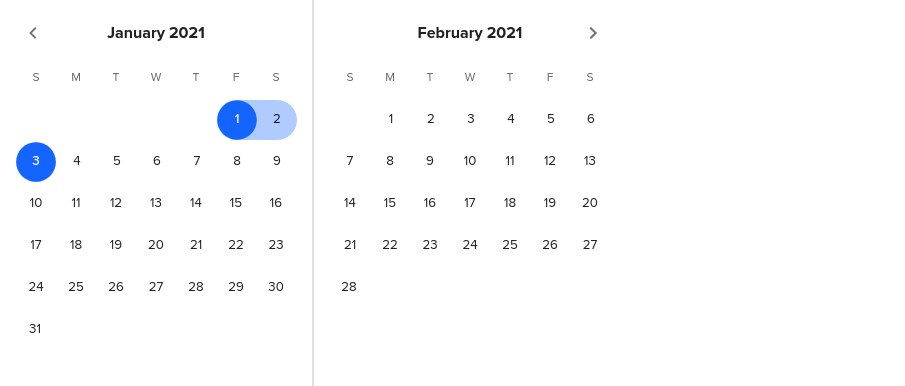 January 2021
S M T W T F S
1 2
3 4 5 6 7 8 9
10 11 12 13 14 15 16
17 18 19 20 21 22 23
24 25 26 27 28 29 30
31
February 2021
S M T W T F S
1 2 3 4 5 6
7 8 9 10 11 12 13
14 15 16 17 18 19 20
21 22 23 24 25 26 27
28